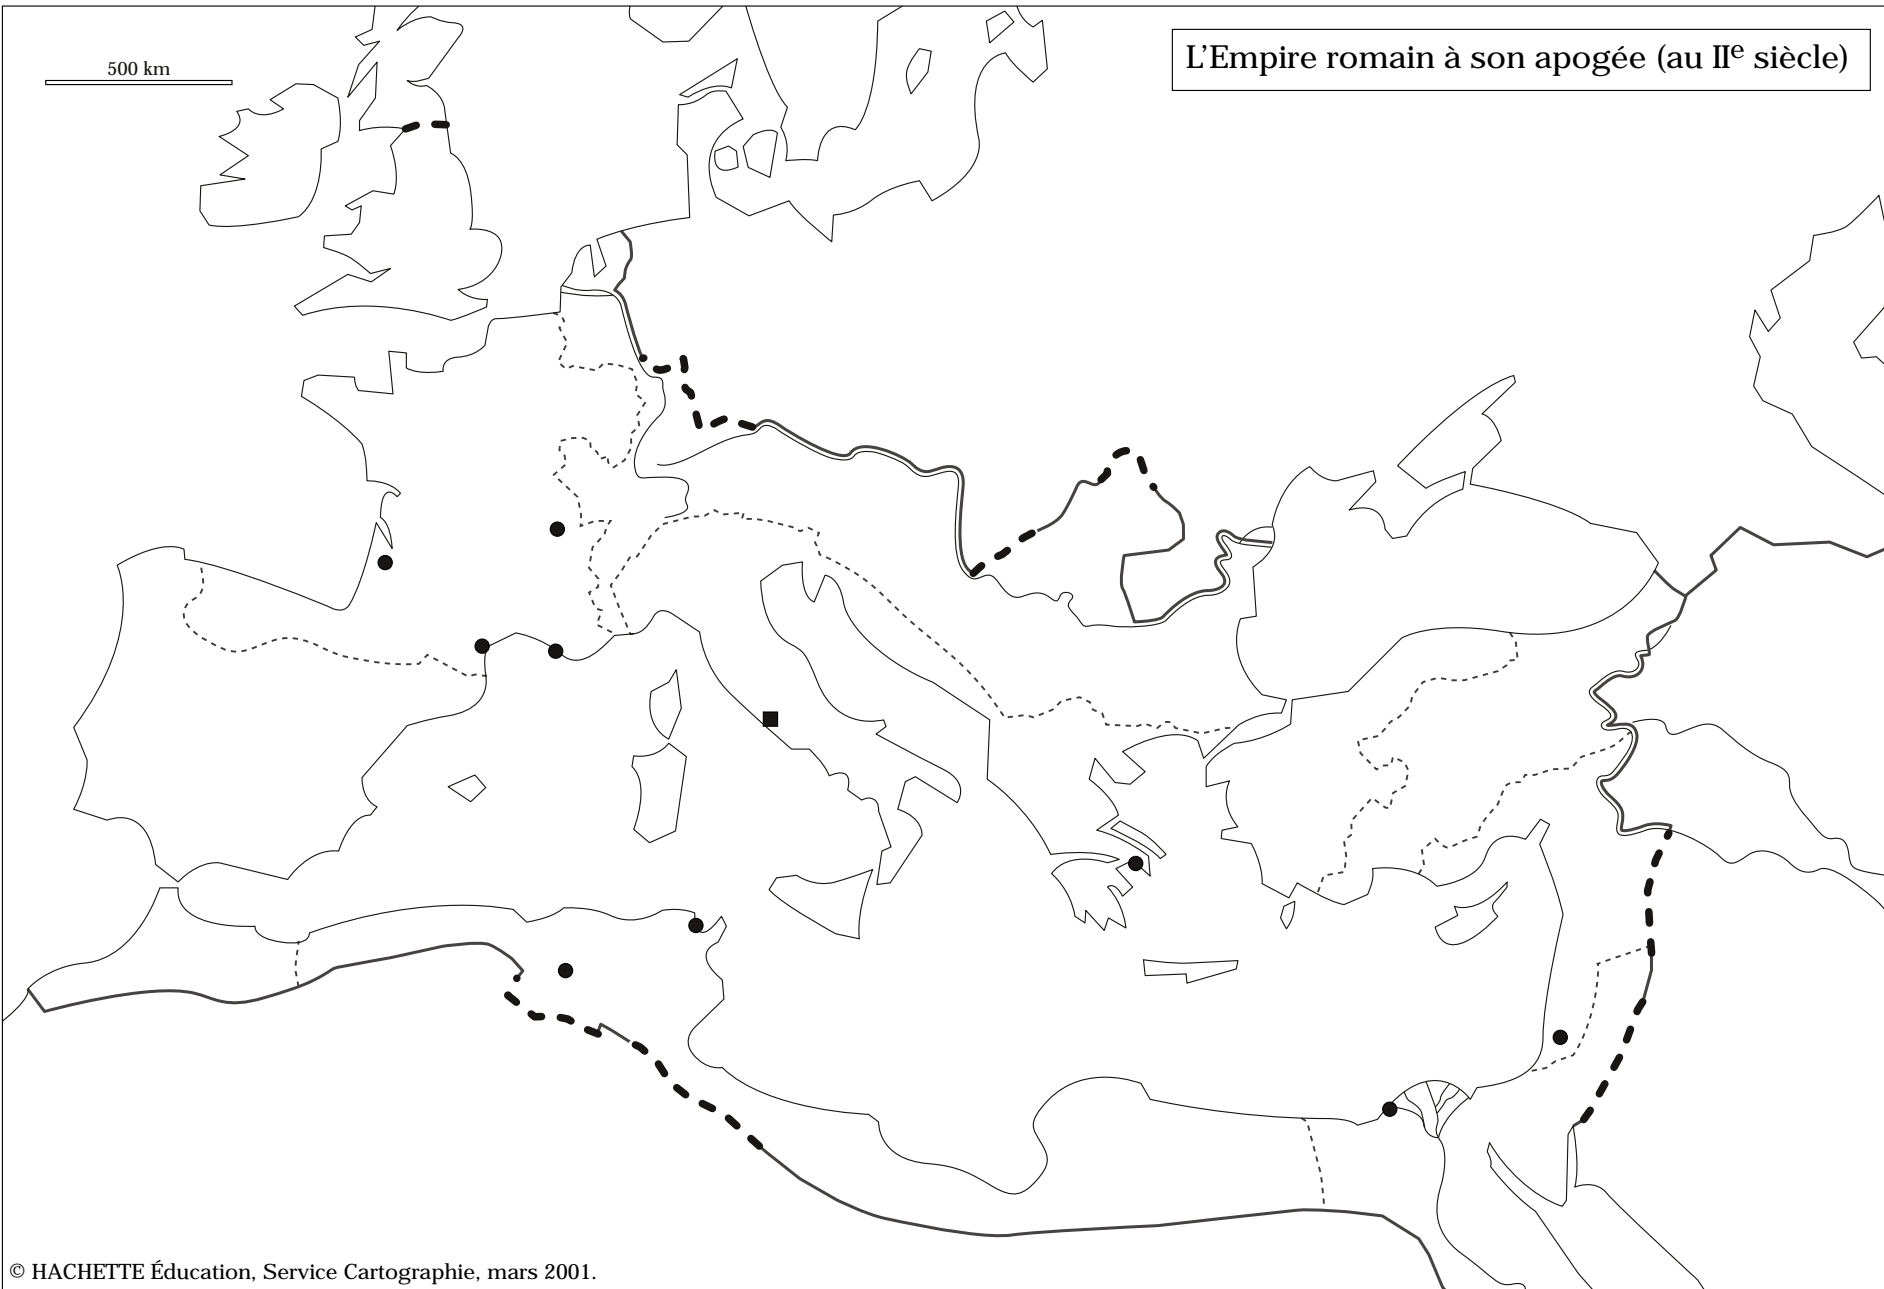 500 km
L'Empire romain à son apogée (au IIe siècle)
© HACHETTE Éducation, Service Cartographie, mars 2001.